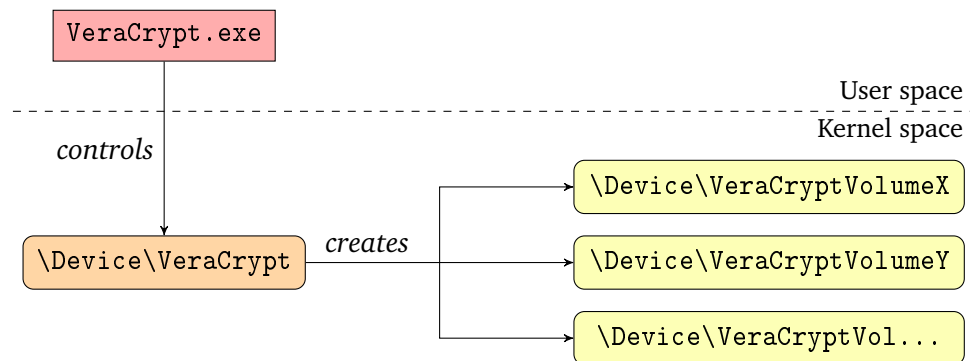 VeraCrypt.exe
User space
Kernel space
controls
\Device\VeraCryptVolumeX
creates
\Device\VeraCrypt
\Device\VeraCryptVolumeY
\Device\VeraCryptVol...